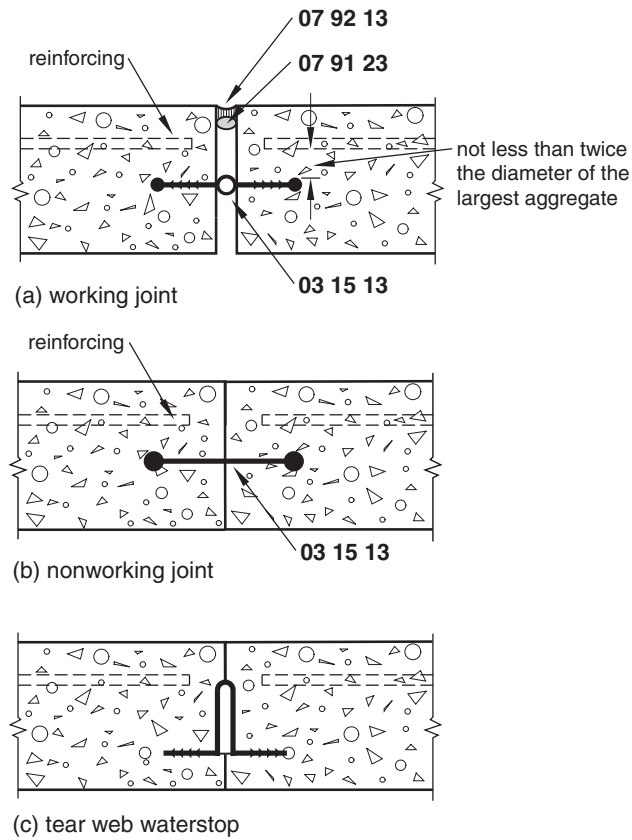 07 92 13
07 91 23
reinforcing
not less than twice
the diameter of the
largest aggregate
03 15 13
(a) working joint
reinforcing
03 15 13
(b) nonworking joint
(c) tear web waterstop